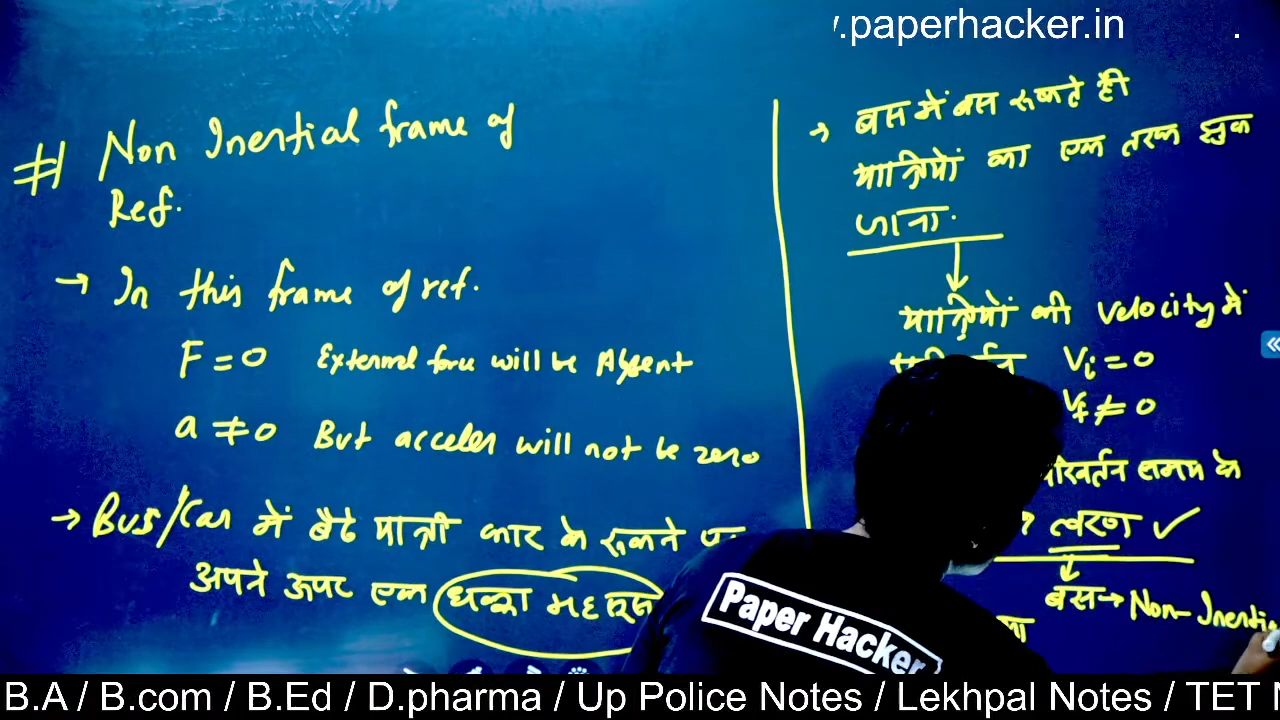 .paperhacker.in .
# Non Inertial frame of
Ref.
→ In this frame of ref.
F = 0 External force will be Absent
a ≠ 0 But acceler will not be zero
→ Bus/Car में बैठे यात्री कार के रूकने पर
अपने ऊपर एक धक्का महसूस
→ बस में बस रूकते ही
यात्रियों का एक तरफ झुक
जाना.
यात्रियों की velocity में
Vi = 0
Vf ≠ 0
परिवर्तन समय के
त्वरण ✓
बस → Non-Inertia
Paper Hacker
B.A / B.com / B.Ed / D.pharma / Up Police Notes / Lekhpal Notes / TET N